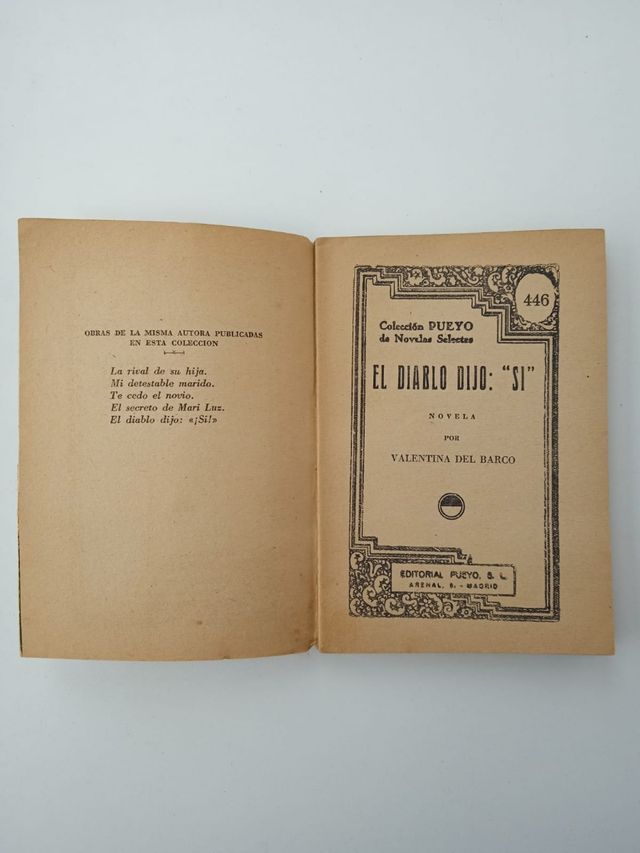 OBRAS DE LA MISMA AUTORA PUBLICADAS
EN ESTA COLECCION
La rival de su hija.
Mi detestable marido.
Te cedo el novio.
El secreto de Mari Luz.
El diablo dijo: «¡Sí!»
446
Colección PUEYO
de Novelas Selectas
EL DIABLO DIJO: "SI"
NOVELA
POR
VALENTINA DEL BARCO
EDITORIAL PUEYO, S. L.
ARENAL, 6. - MADRID